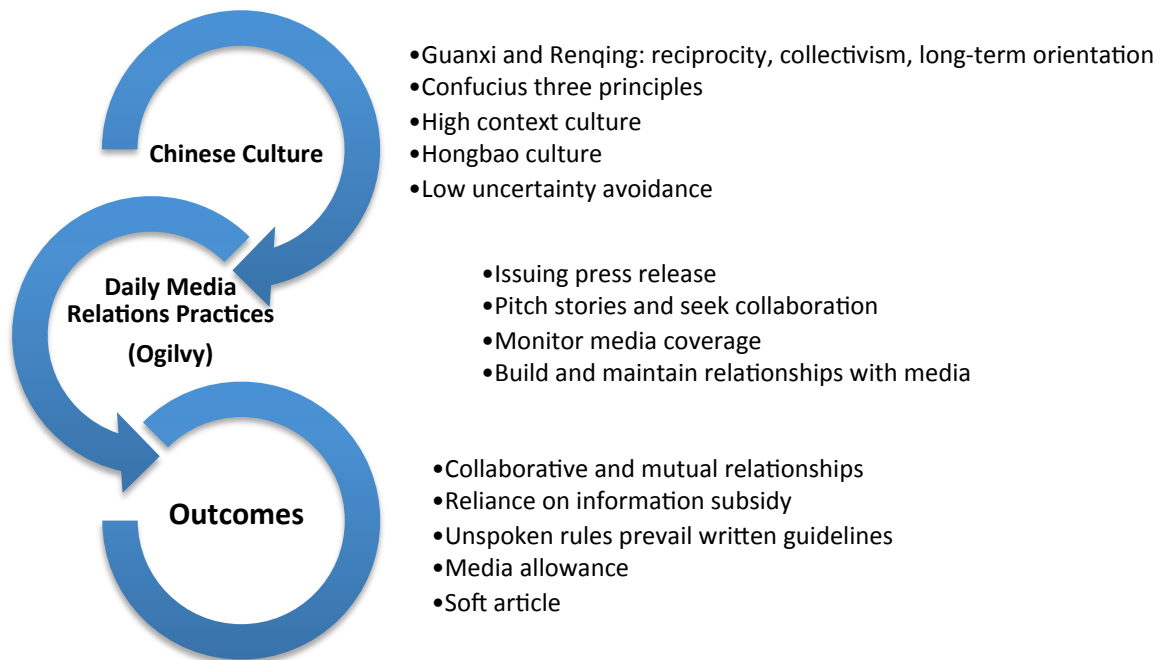 Chinese Culture
•Guanxi and Renqing: reciprocity, collectivism, long-term orientation
•Confucius three principles
•High context culture
•Hongbao culture
•Low uncertainty avoidance
Daily Media
Relations Practices
(Ogilvy)
•Issuing press release
•Pitch stories and seek collaboration
•Monitor media coverage
•Build and maintain relationships with media
Outcomes
•Collaborative and mutual relationships
•Reliance on information subsidy
•Unspoken rules prevail written guidelines
•Media allowance
•Soft article